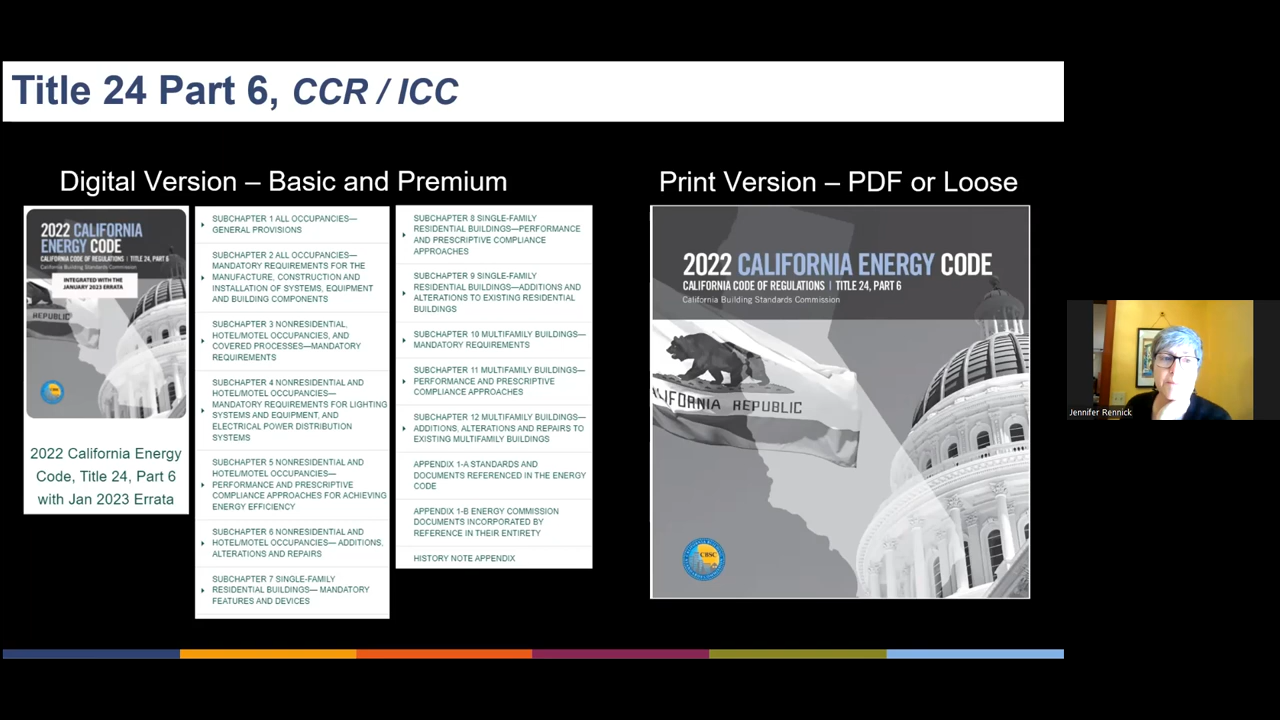 Title 24 Part 6, CCR / ICC
Digital Version – Basic and Premium
2022 CALIFORNIA
ENERGY CODE
CALIFORNIA CODE OF REGULATIONS | TITLE 24, PART 6
California Building Standards Commission
INTEGRATED WITH THE
JANUARY 2023 ERRATA
REPUBLIC
2022 California Energy
Code, Title 24, Part 6
with Jan 2023 Errata
SUBCHAPTER 1 ALL OCCUPANCIES—
GENERAL PROVISIONS
SUBCHAPTER 2 ALL OCCUPANCIES—
MANDATORY REQUIREMENTS FOR THE
MANUFACTURE, CONSTRUCTION AND
INSTALLATION OF SYSTEMS, EQUIPMENT
AND BUILDING COMPONENTS
SUBCHAPTER 3 NONRESIDENTIAL,
HOTEL/MOTEL OCCUPANCIES, AND
COVERED PROCESSES—MANDATORY
REQUIREMENTS
SUBCHAPTER 4 NONRESIDENTIAL AND
HOTEL/MOTEL OCCUPANCIES—
MANDATORY REQUIREMENTS FOR LIGHTING
SYSTEMS AND EQUIPMENT, AND
ELECTRICAL POWER DISTRIBUTION
SYSTEMS
SUBCHAPTER 5 NONRESIDENTIAL AND
HOTEL/MOTEL OCCUPANCIES—
PERFORMANCE AND PRESCRIPTIVE
COMPLIANCE APPROACHES FOR ACHIEVING
ENERGY EFFICIENCY
SUBCHAPTER 6 NONRESIDENTIAL AND
HOTEL/MOTEL OCCUPANCIES— ADDITIONS,
ALTERATIONS AND REPAIRS
SUBCHAPTER 7 SINGLE-FAMILY
RESIDENTIAL BUILDINGS— MANDATORY
FEATURES AND DEVICES
SUBCHAPTER 8 SINGLE-FAMILY
RESIDENTIAL BUILDINGS—PERFORMANCE
AND PRESCRIPTIVE COMPLIANCE
APPROACHES
SUBCHAPTER 9 SINGLE-FAMILY
RESIDENTIAL BUILDINGS—ADDITIONS AND
ALTERATIONS TO EXISTING RESIDENTIAL
BUILDINGS
SUBCHAPTER 10 MULTIFAMILY BUILDINGS—
MANDATORY REQUIREMENTS
SUBCHAPTER 11 MULTIFAMILY BUILDINGS—
PERFORMANCE AND PRESCRIPTIVE
COMPLIANCE APPROACHES
SUBCHAPTER 12 MULTIFAMILY BUILDINGS—
ADDITIONS, ALTERATIONS AND REPAIRS TO
EXISTING MULTIFAMILY BUILDINGS
APPENDIX 1-A STANDARDS AND
DOCUMENTS REFERENCED IN THE ENERGY
CODE
APPENDIX 1-B ENERGY COMMISSION
DOCUMENTS INCORPORATED BY
REFERENCE IN THEIR ENTIRETY
HISTORY NOTE APPENDIX
Print Version – PDF or Loose
2022 CALIFORNIA ENERGY CODE
CALIFORNIA CODE OF REGULATIONS | TITLE 24, PART 6
California Building Standards Commission
LIFORNIA REPUBLIC
CBSC
Jennifer Rennick